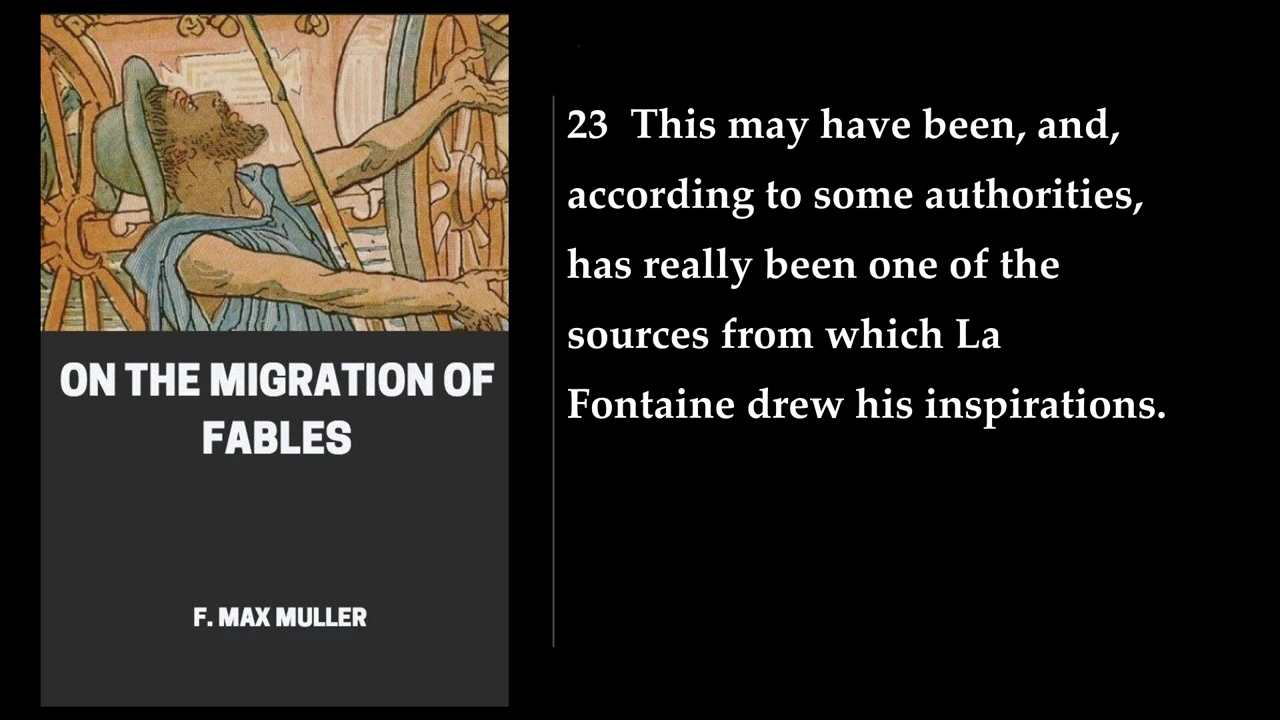 ON THE MIGRATION OF
FABLES
F. MAX MULLER
23 This may have been, and,
according to some authorities,
has really been one of the
sources from which La
Fontaine drew his inspirations.